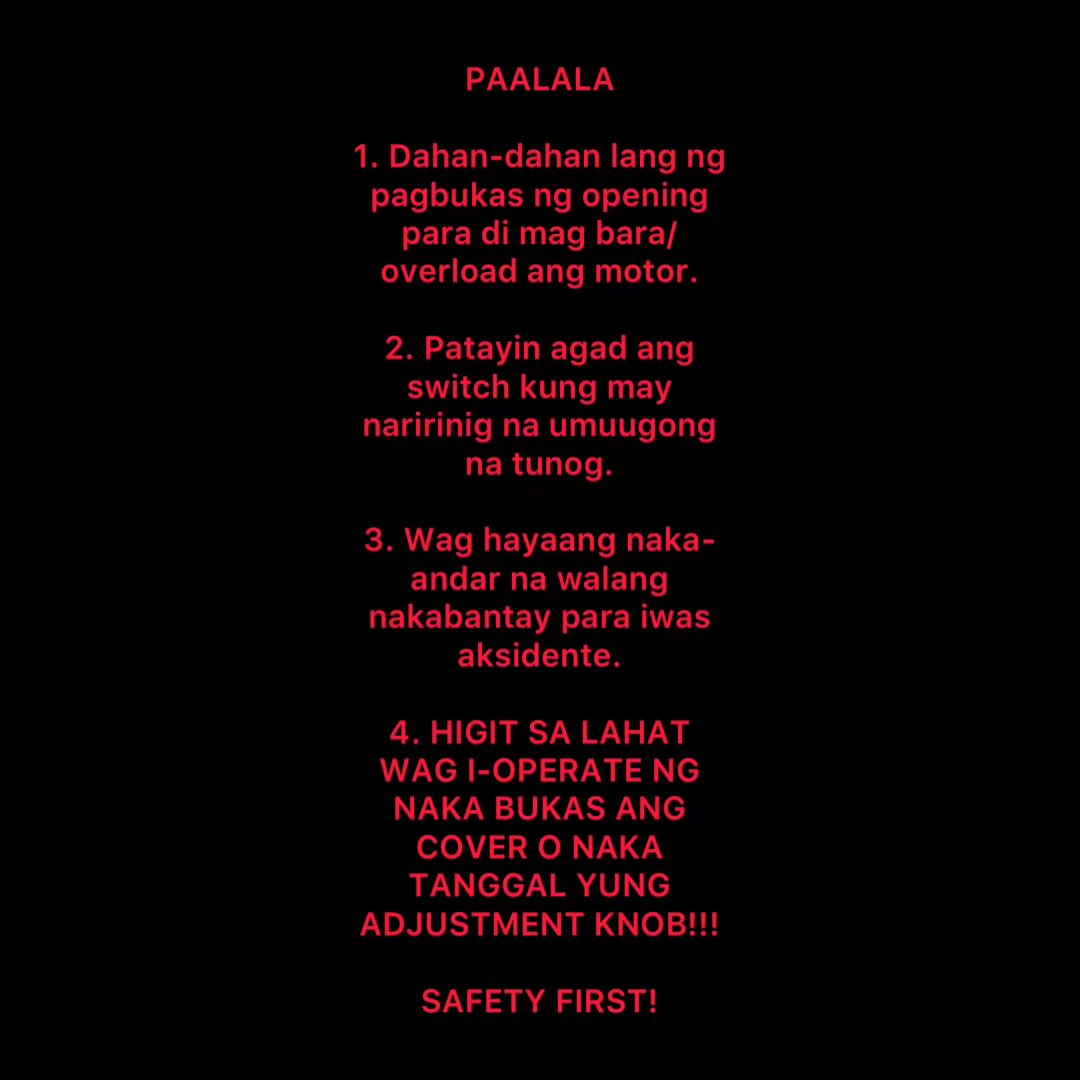 PAALALA
1. Dahan-dahan lang ng
pagbukas ng opening
para di mag bara/
overload ang motor.
2. Patayin agad ang
switch kung may
naririnig na umuugong
na tunog.
3. Wag hayaang naka-
andar na walang
nakabantay para iwas
aksidente.
4. HIGIT SA LAHAT
WAG I-OPERATE NG
NAKA BUKAS ANG
COVER O NAKA
TANGGAL YUNG
ADJUSTMENT KNOB!!!
SAFETY FIRST!